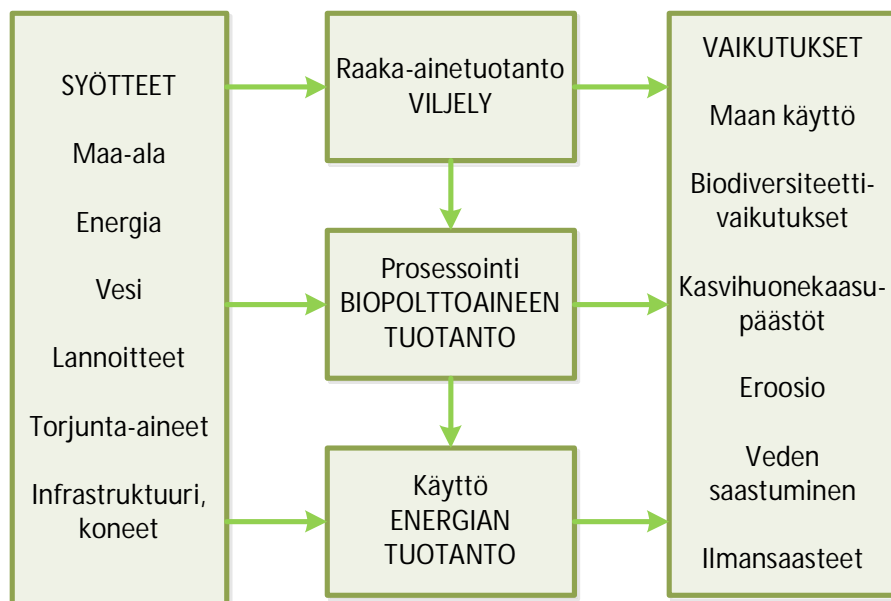 SYÖTTEET
Maa-ala
Energia
Vesi
Lannoitteet
Torjunta-aineet
Infrastruktuuri,
koneet
Raaka-ainetuotanto
VILJELY
Prosessointi
BIOPOLTTOAINEEN
TUOTANTO
Käyttö
ENERGIAN
TUOTANTO
VAIKUTUKSET
Maan käyttö
Biodiversiteetti-
vaikutukset
Kasvihuonekaasu-
päästöt
Eroosio
Veden
saastuminen
Ilmansaasteet